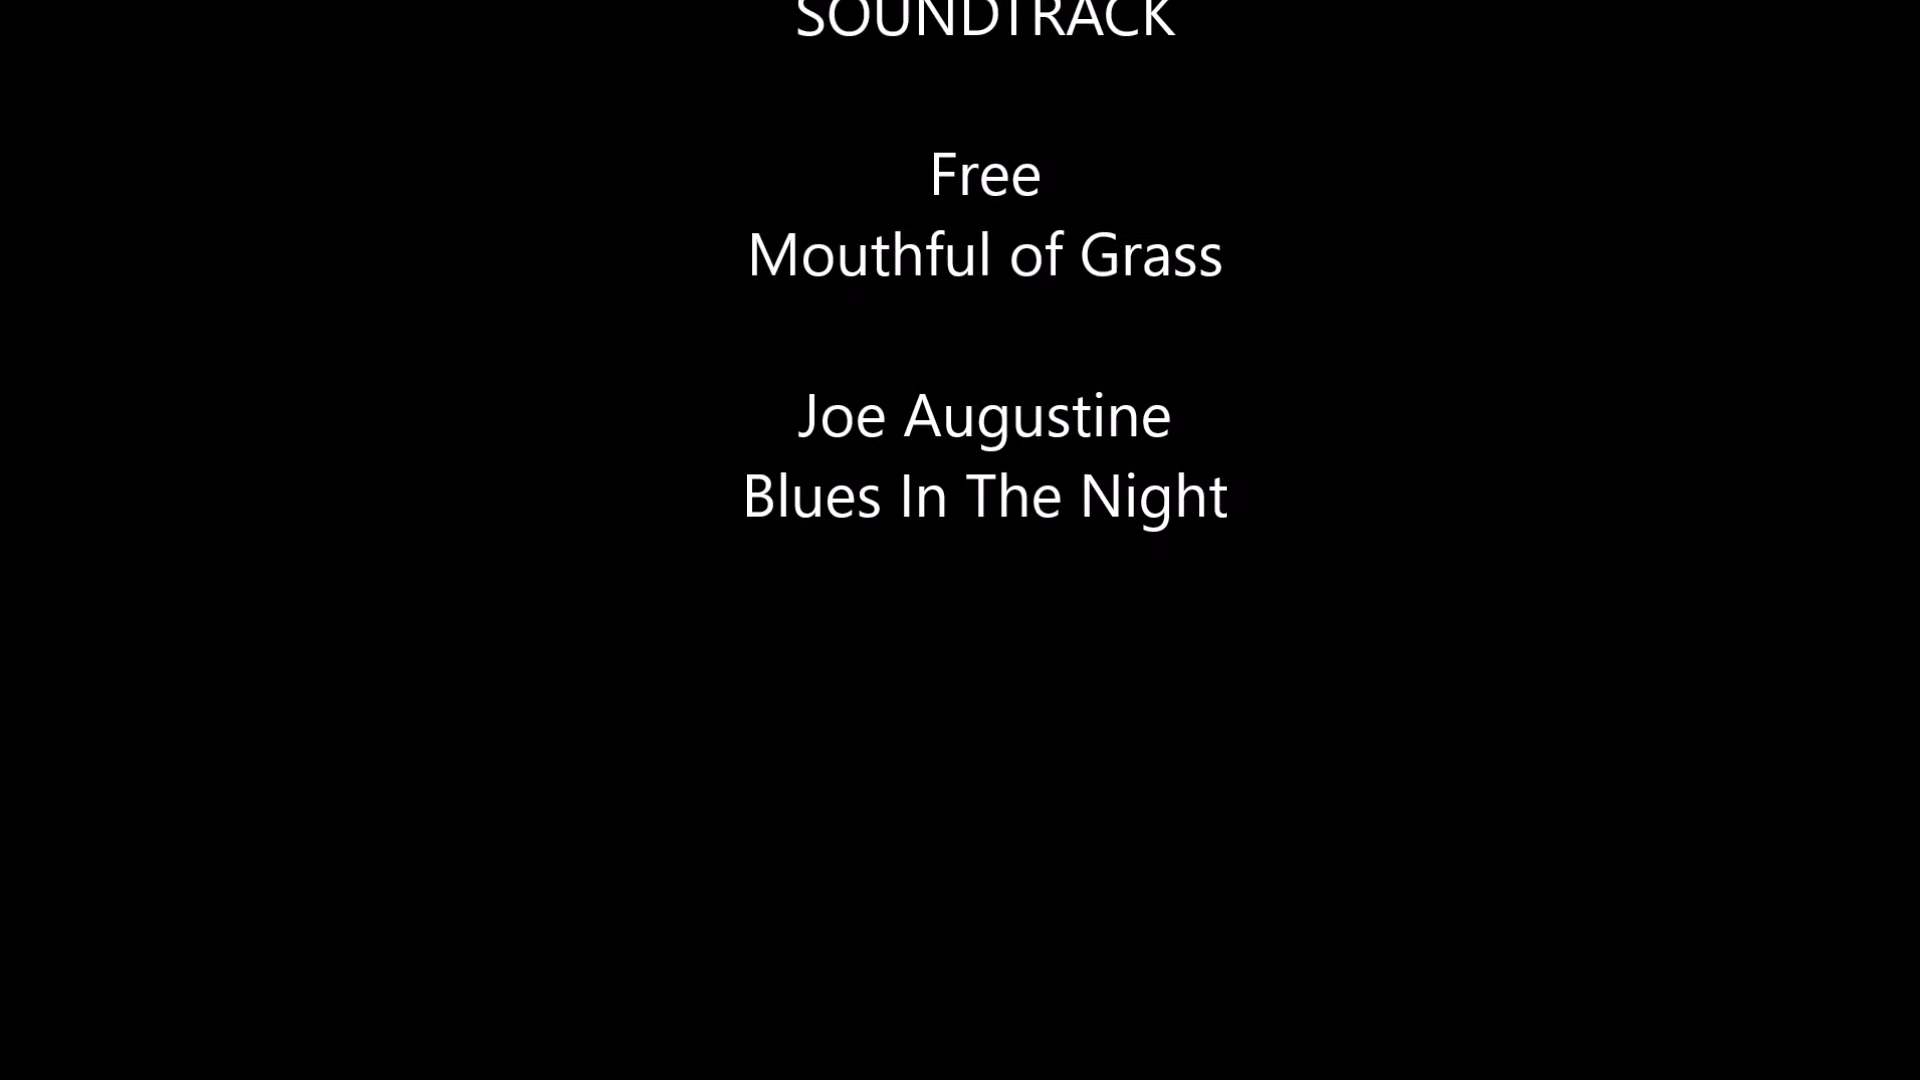 SOUNDTRACK
Free
Mouthful of Grass
Joe Augustine
Blues In The Night